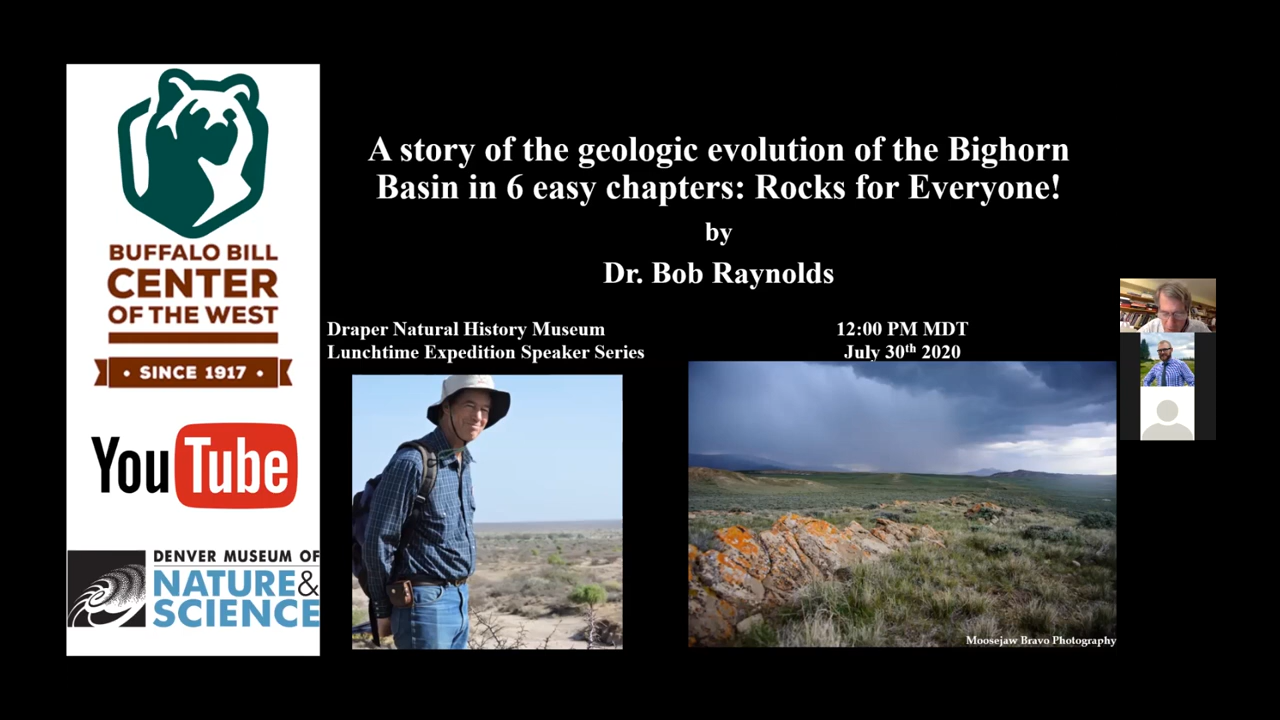 A story of the geologic evolution of the Bighorn
Basin in 6 easy chapters: Rocks for Everyone!
by
Dr. Bob Raynolds
Draper Natural History Museum
Lunchtime Expedition Speaker Series
12:00 PM MDT
July 30th 2020
BUFFALO BILL
CENTER
OF THE WEST
• SINCE 1917 •
YouTube
DENVER MUSEUM OF
NATURE &
SCIENCE
Moosejaw Bravo Photography